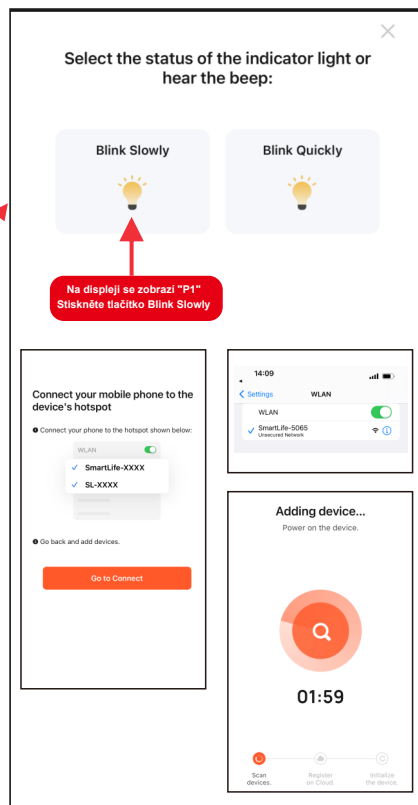 Select the status of the indicator light or
hear the beep:
Blink Slowly
Blink Quickly
Na displeji se zobrazí "P1"
Stiskněte tlačítko Blink Slowly
Connect your mobile phone to the
device's hotspot
❶ Connect your phone to the hotspot shown below:
WLAN
✓ SmartLife-XXXX
✓ SL-XXXX
❷ Go back and add devices.
Go to Connect
14:09
Settings
WLAN
WLAN
✓ SmartLife-5065
Unsecured Network
Adding device...
Power on the device.
01:59
Scan
devices.
Register
on Cloud.
Initialize
the device.